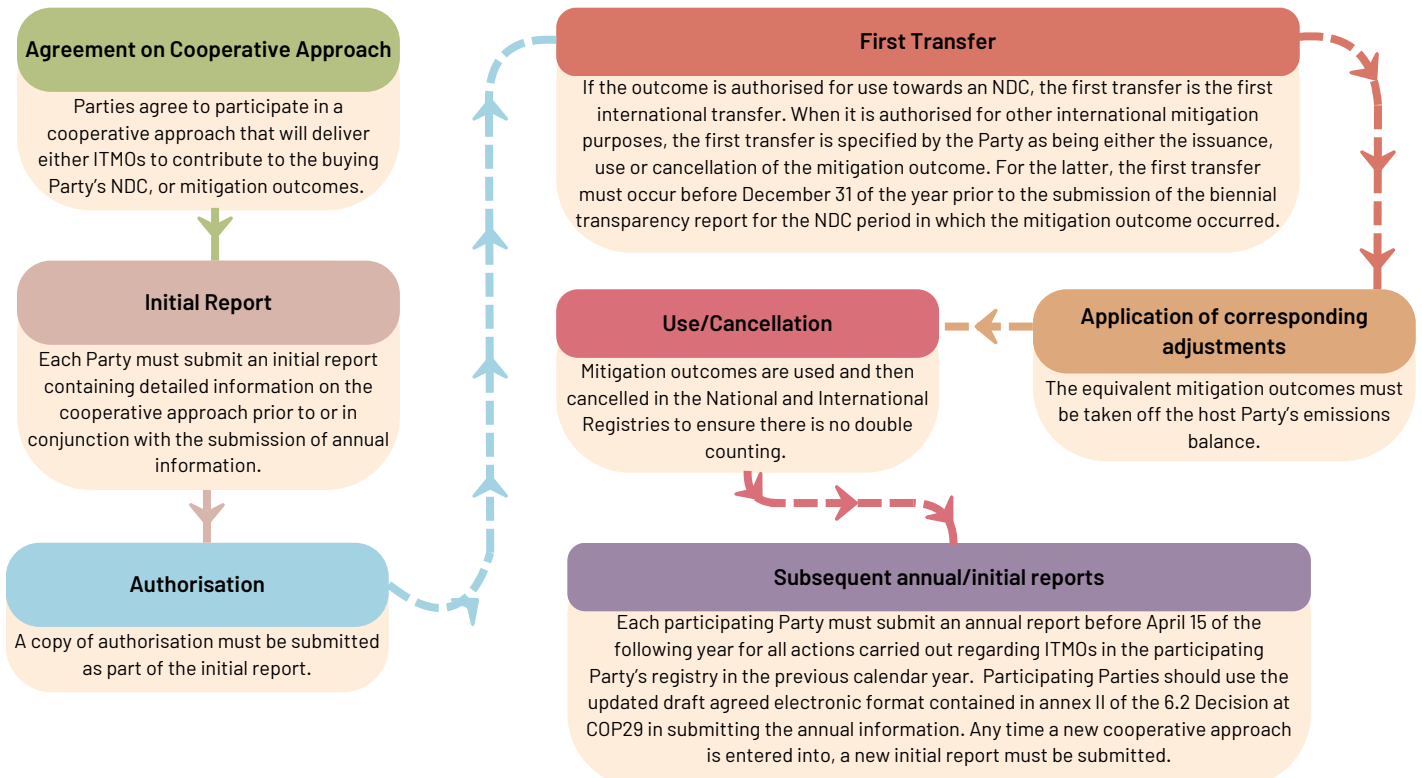 Agreement on Cooperative Approach
Parties agree to participate in a
cooperative approach that will deliver
either ITMOs to contribute to the buying
Party's NDC, or mitigation outcomes.
Initial Report
Each Party must submit an initial report
containing detailed information on the
cooperative approach prior to or in
conjunction with the submission of annual
information.
Authorisation
A copy of authorisation must be submitted
as part of the initial report.
First Transfer
If the outcome is authorised for use towards an NDC, the first transfer is the first
international transfer. When it is authorised for other international mitigation
purposes, the first transfer is specified by the Party as being either the issuance,
use or cancellation of the mitigation outcome. For the latter, the first transfer
must occur before December 31 of the year prior to the submission of the biennial
transparency report for the NDC period in which the mitigation outcome occurred.
Application of corresponding
adjustments
The equivalent mitigation outcomes must
be taken off the host Party's emissions
balance.
Use/Cancellation
Mitigation outcomes are used and then
cancelled in the National and International
Registries to ensure there is no double
counting.
Subsequent annual/initial reports
Each participating Party must submit an annual report before April 15 of the
following year for all actions carried out regarding ITMOs in the participating
Party's registry in the previous calendar year. Participating Parties should use the
updated draft agreed electronic format contained in annex II of the 6.2 Decision at
COP29 in submitting the annual information. Any time a new cooperative approach
is entered into, a new initial report must be submitted.